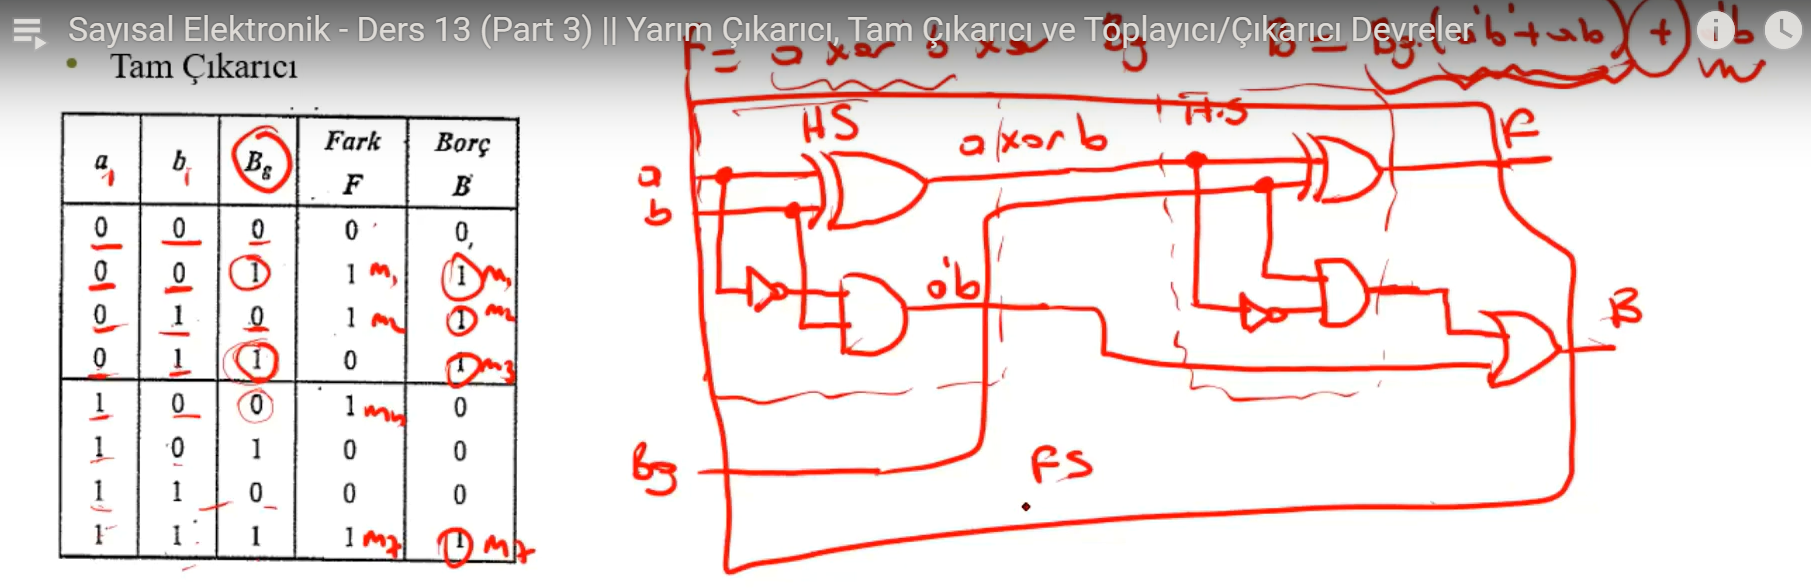 Sayısal Elektronik - Ders 13 (Part 3) || Yarım Çıkarıcı, Tam Çıkarıcı ve Toplayıcı/Çıkarıcı Devreler
F = a xor b xor Bg
B = Bg.(a'b'+ab) + a'b
• Tam Çıkarıcı
a b Bg Fark F Borç B
0 0 0 0 0
0 0 1 1 m1 1 m1
0 1 0 1 m2 1 m2
0 1 1 0 1 m3
1 0 0 1 m4 0
1 0 1 0 0
1 1 0 0 0
1 1 1 1 m7 1 m7
HS
H.S
a xor b
F
a
b
a'b
B
Bg
FS